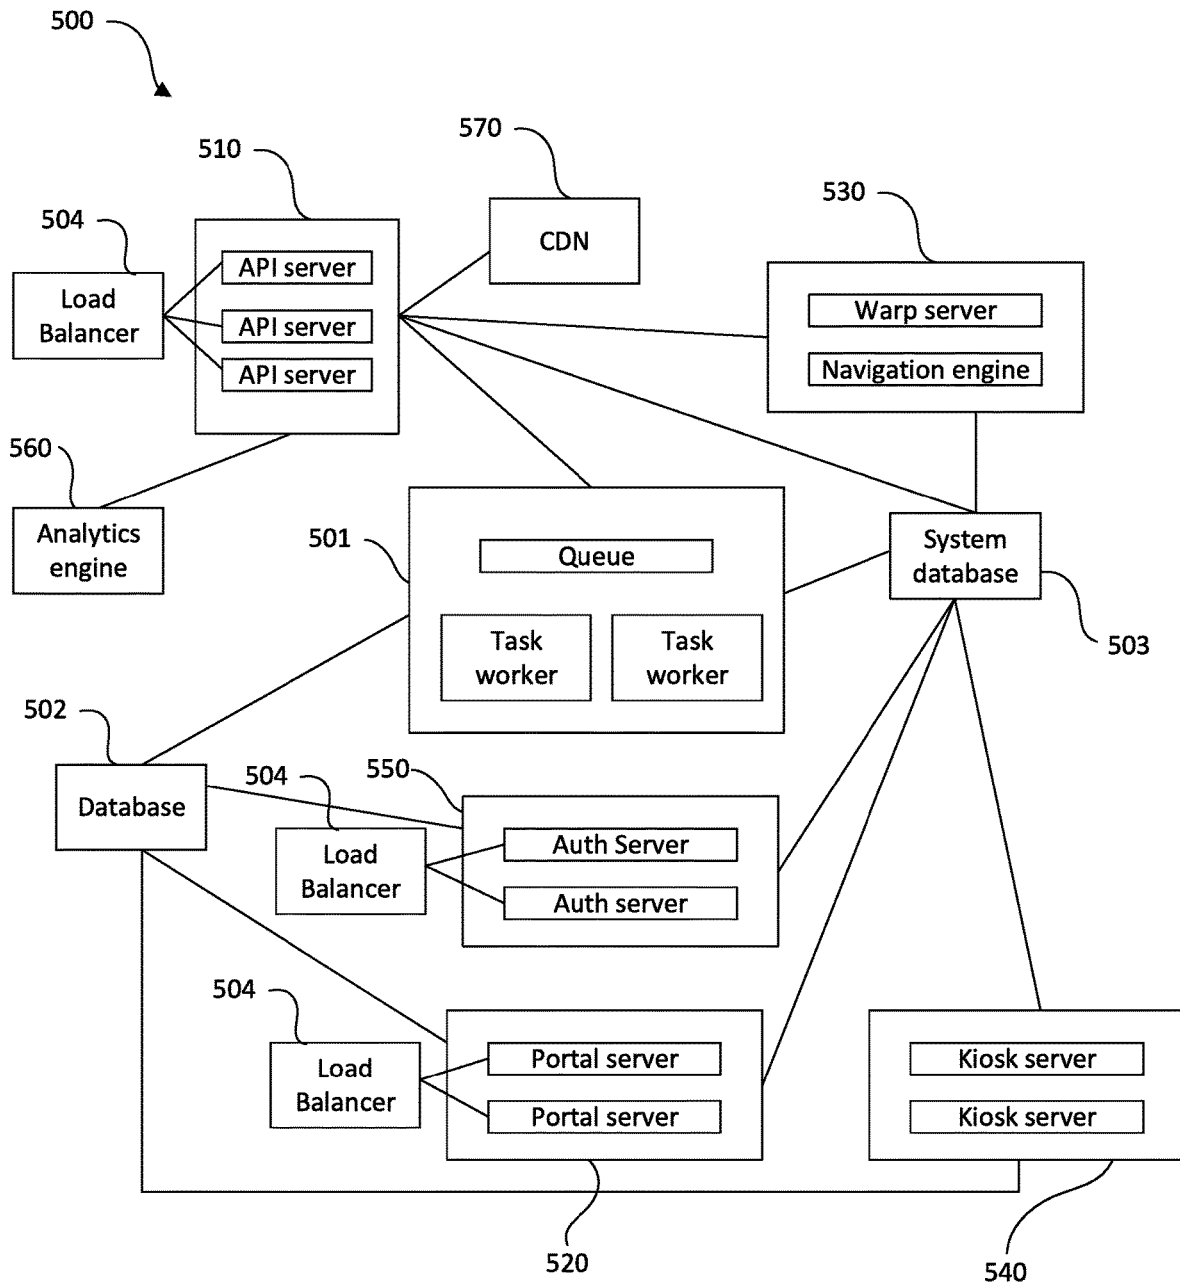 500
570
510
530
504
CDN
API server
Load
Balancer
API server
API server
Warp server
Navigation engine
560
Analytics
engine
501
Queue
System
database
Task
worker
Task
worker
503
502
Database
504
550
Load
Balancer
Auth Server
Auth server
504
Load
Balancer
Portal server
Portal server
Kiosk server
Kiosk server
520
540